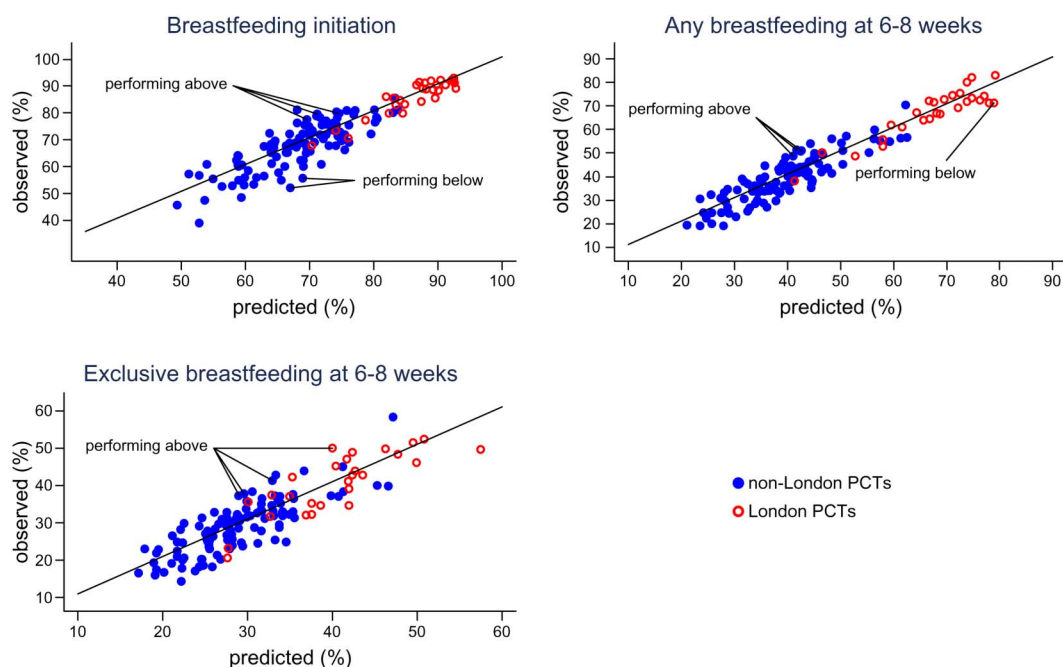 Breastfeeding initiation
100
90
80
70
60
50
40
observed (%)
performing above
performing below
40 50 60 70 80 90 100
predicted (%)
Any breastfeeding at 6-8 weeks
90
80
70
60
50
40
30
20
10
observed (%)
performing above
performing below
10 20 30 40 50 60 70 80 90
predicted (%)
Exclusive breastfeeding at 6-8 weeks
60
50
40
30
20
10
observed (%)
performing above
10 20 30 40 50 60
predicted (%)
non-London PCTs
London PCTs